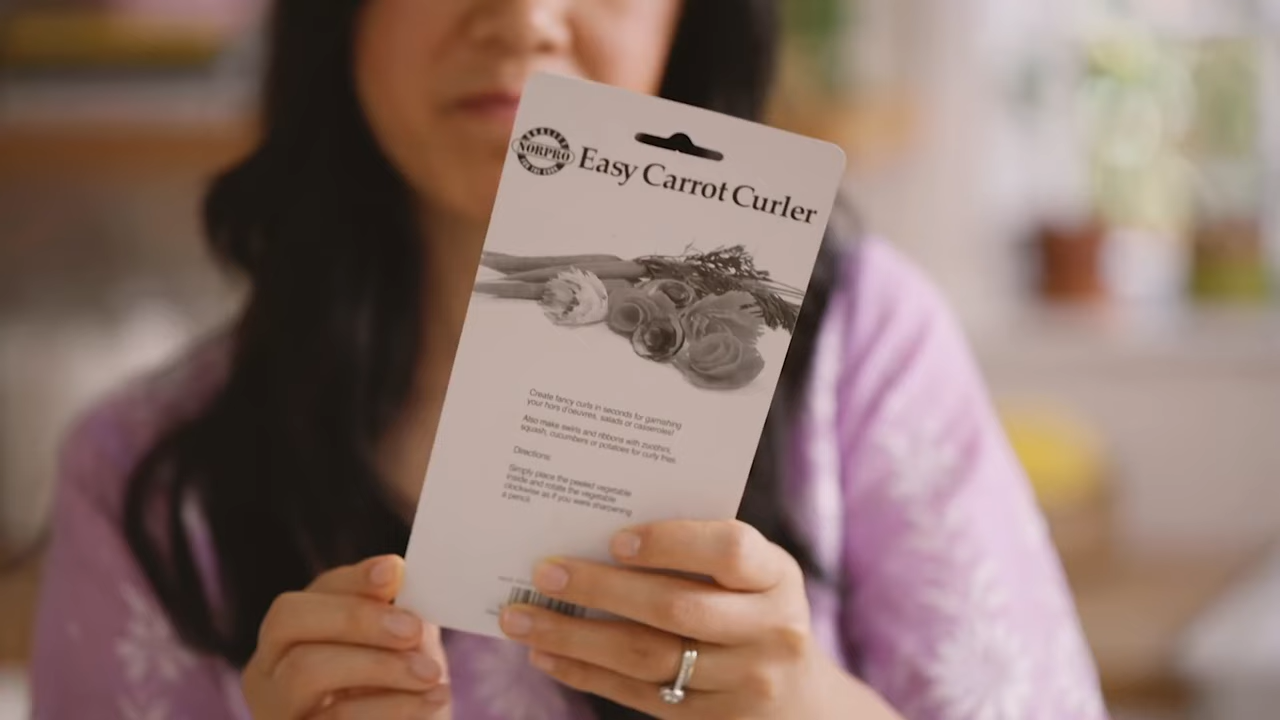 QUALITY
NORPRO
Easy Carrot Curler
Create fancy curls in seconds for garnishing
your hors d'oeuvres, salads or casseroles!
Also make swirls and ribbons with zucchini,
squash, cucumbers or potatoes for curly fries.
Directions:
Simply place the peeled vegetable
inside and rotate the vegetable
clockwise as if you were sharpening
a pencil.